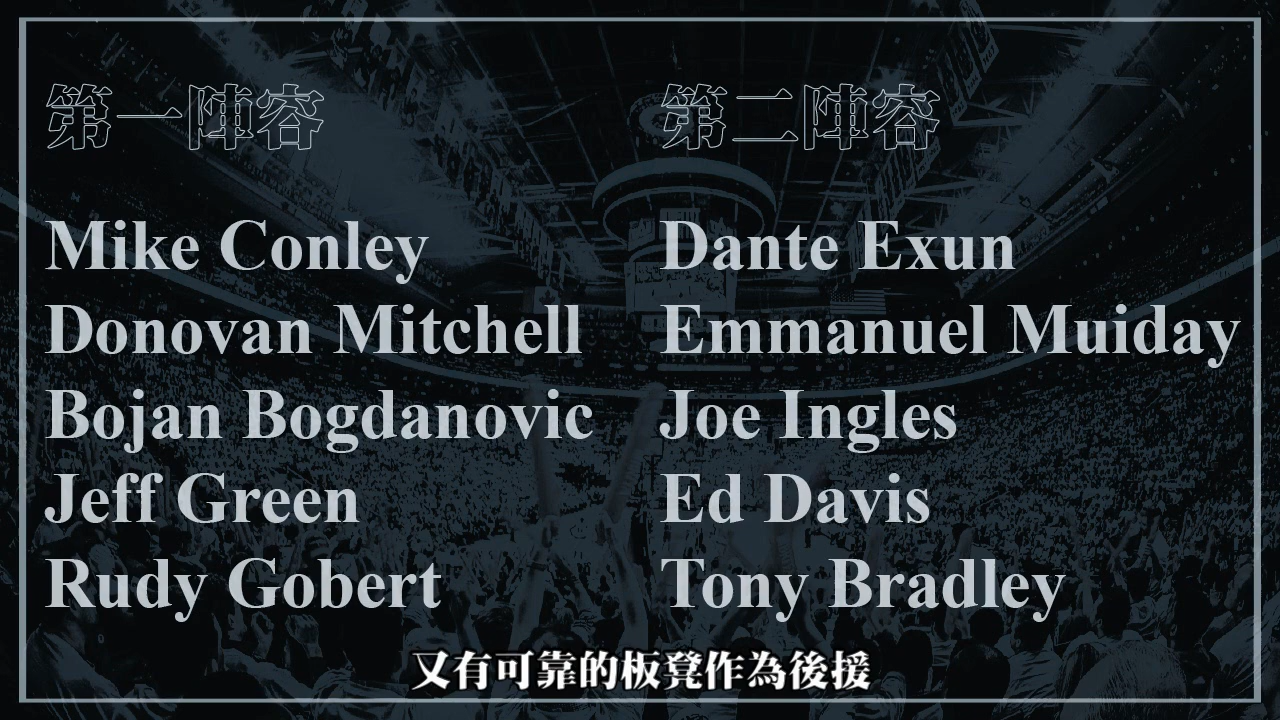 第一陣容
Mike Conley
Donovan Mitchell
Bojan Bogdanovic
Jeff Green
Rudy Gobert
第二陣容
Dante Exun
Emmanuel Muiday
Joe Ingles
Ed Davis
Tony Bradley
又有可靠的板凳作為後援